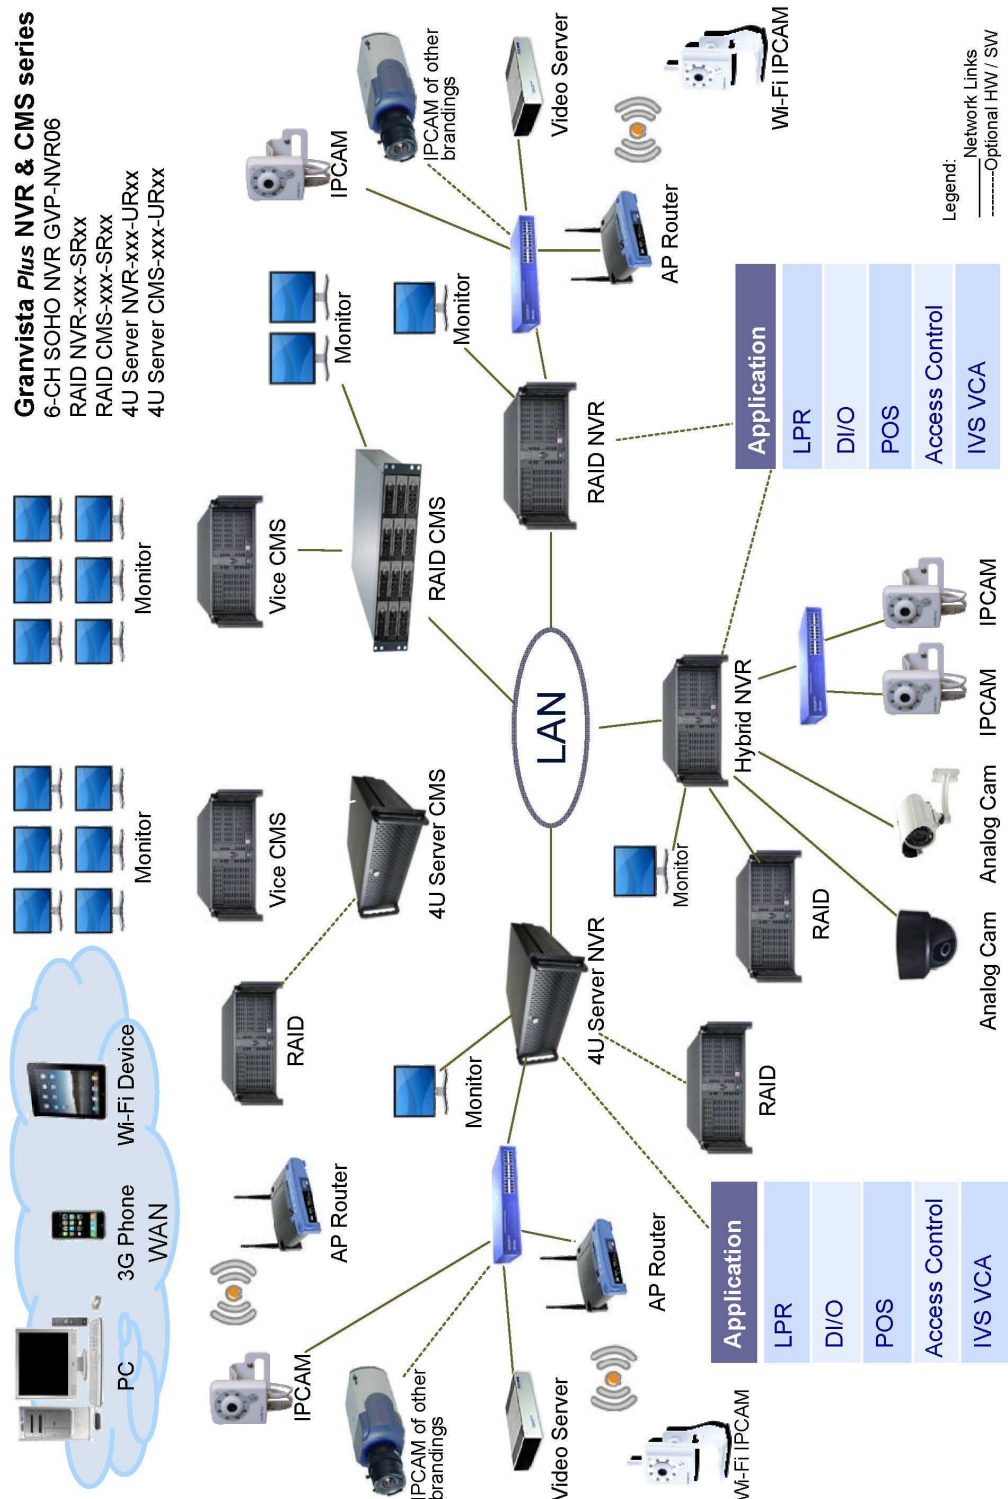 Granvista Plus NVR & CMS series
6-CH SOHO NVR GVP-NVR06
RAID NVR-xxx-SRxx
RAID CMS-xxx-SRxx
4U Server NVR-xxx-URxx
4U Server CMS-xxx-URxx
PC
3G Phone
Wi-Fi Device
WAN
Monitor
Monitor
Vice CMS
Vice CMS
AP Router
RAID
4U Server CMS
RAID CMS
Monitor
IPCAM
IPCAM
IPCAM of other
brandings
IPCAM of other
brandings
Monitor
Monitor
LAN
4U Server NVR
RAID NVR
Video Server
Video Server
AP Router
AP Router
Wi-Fi IPCAM
Wi-Fi IPCAM
RAID
Monitor
Hybrid NVR
RAID
Application
LPR
DI/O
POS
Access Control
IVS VCA
Analog Cam
Analog Cam
IPCAM
IPCAM
Application
LPR
DI/O
POS
Access Control
IVS VCA
Legend:
Network Links
Optional HW / SW